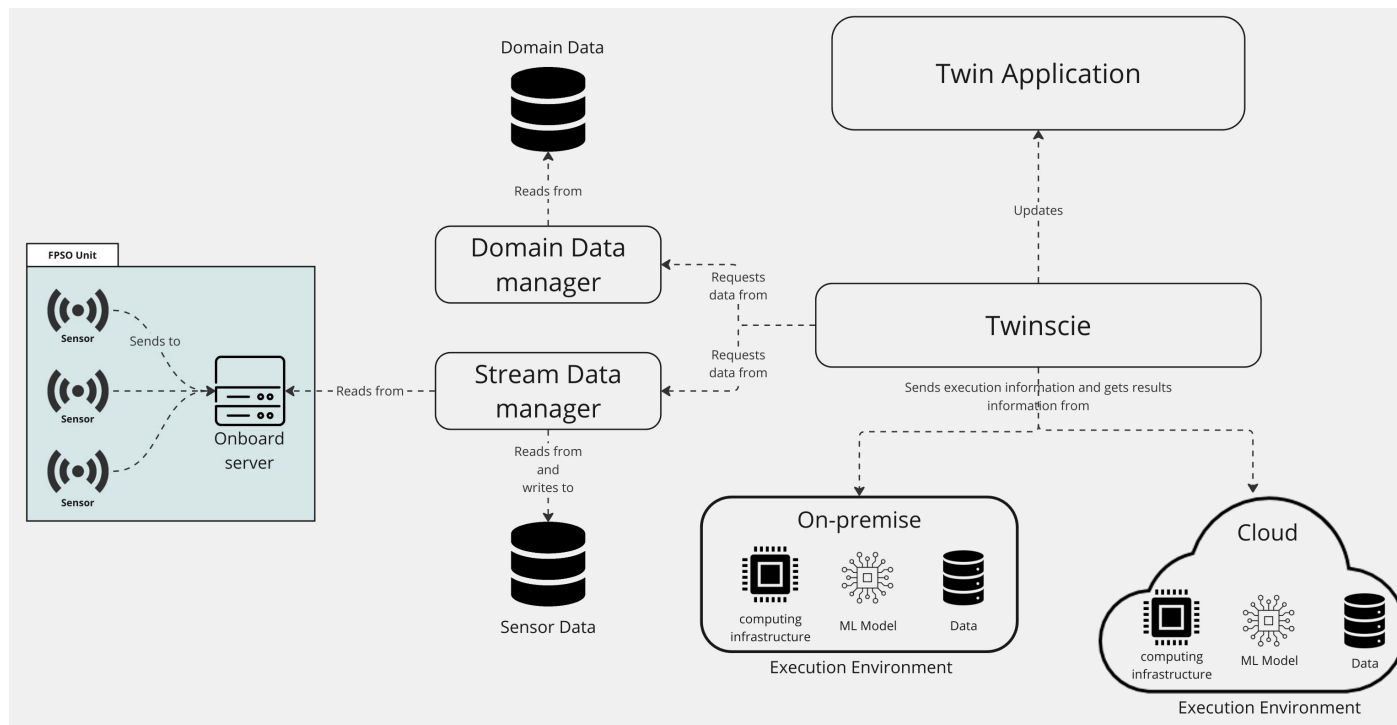 Domain Data
Twin Application
Reads from
Updates
FPSO Unit
Domain Data
manager
Requests
data from
Sensor
Sends to
Twinscie
Requests
data from
Stream Data
manager
Reads from
Sensor
Onboard
server
Sends execution information and gets results
information from
Reads from
and
writes to
Sensor
Sensor Data
On-premise
computing
infrastructure
ML Model
Data
Execution Environment
Cloud
computing
infrastructure
ML Model
Data
Execution Environment